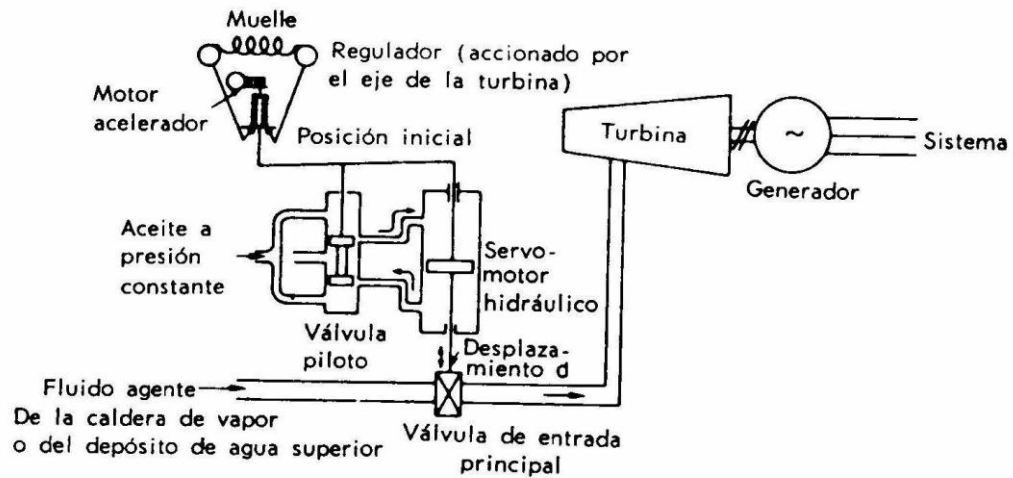 Muelle
Regulador (accionado por
el eje de la turbina)
Motor
acelerador
Posición inicial
Turbina
~
Sistema
Generador
Aceite a
presión
constante
Servo-
motor
hidráulico
Válvula
piloto
Desplaza-
miento d
Fluido agente
De la caldera de vapor
o del depósito de agua superior
Válvula de entrada
principal